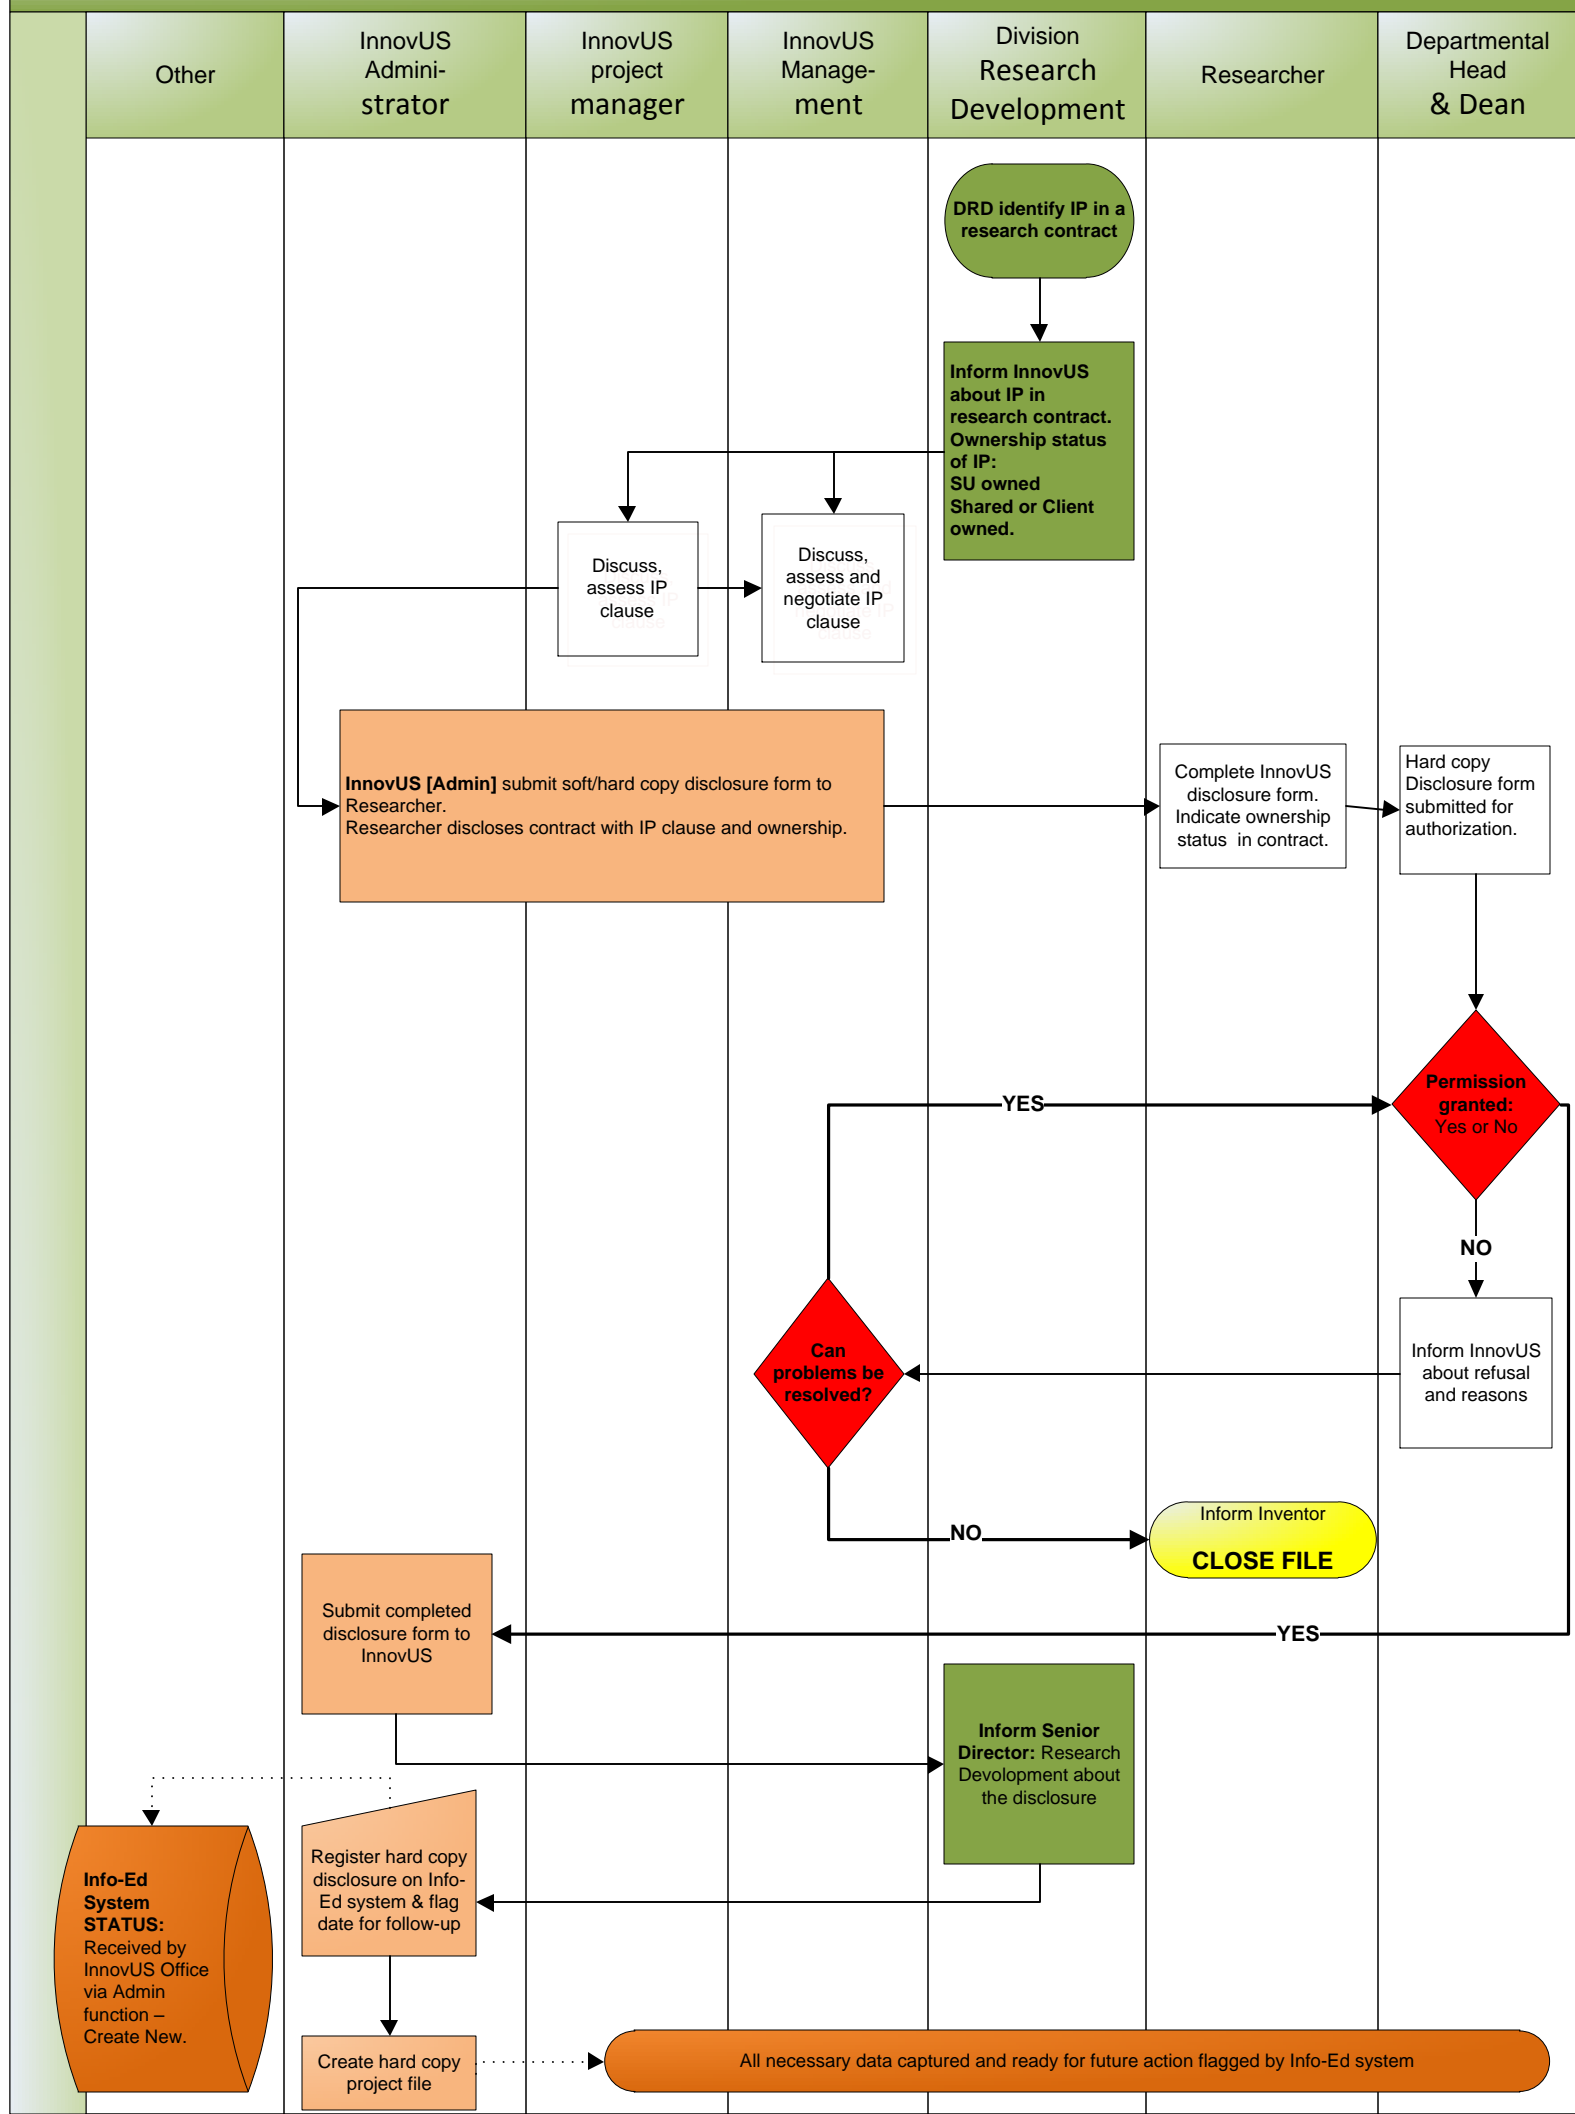 Other
InnovUS
Admini-
strator
InnovUS
project
manager
InnovUS
Manage-
ment
Division
Research
Development
Researcher
Departmental
Head
& Dean
DRD identify IP in a
research contract
Inform InnovUS
about IP in
research contract.
Ownership status
of IP:
SU owned
Shared or Client
owned.
Discuss,
assess IP
clause
Discuss,
assess and
negotiate IP
clause
InnovUS [Admin] submit soft/hard copy disclosure form to
Researcher.
Researcher discloses contract with IP clause and ownership.
Complete InnovUS
disclosure form.
Indicate ownership
status in contract.
Hard copy
Disclosure form
submitted for
authorization.
Permission
granted:
Yes or No
YES
NO
Inform InnovUS
about refusal
and reasons
Can
problems be
resolved?
NO
Inform Inventor
CLOSE FILE
YES
Submit completed
disclosure form to
InnovUS
Inform Senior
Director: Research
Devolopment about
the disclosure
Register hard copy
disclosure on Info-
Ed system & flag
date for follow-up
Info-Ed
System
STATUS:
Received by
InnovUS Office
via Admin
function –
Create New.
Create hard copy
project file
All necessary data captured and ready for future action flagged by Info-Ed system